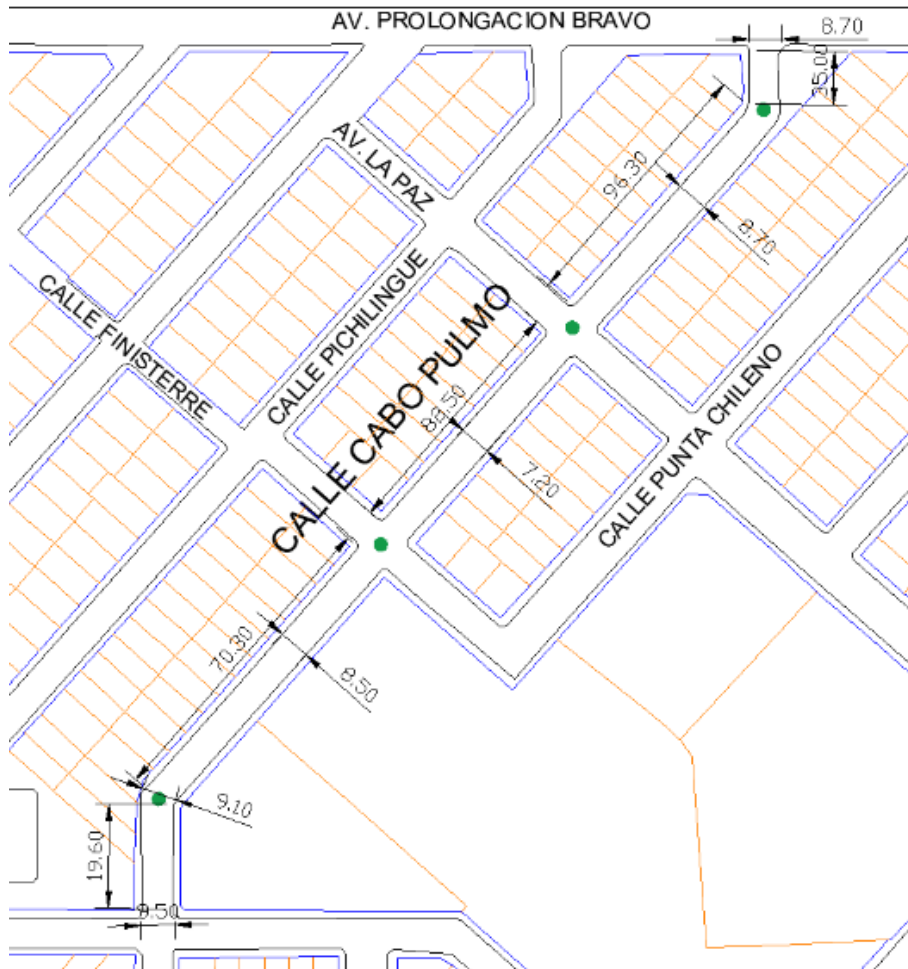 AV. PROLONGACION BRAVO
8.70
35.00
AV. LA PAZ
96.30
8.70
CALLE PICHILINGUE
CALLE FINISTERRE
CALLE CABO PULMO
88.50
7.20
CALLE PUNTA CHILENO
70.30
8.50
9.10
19.60
9.50